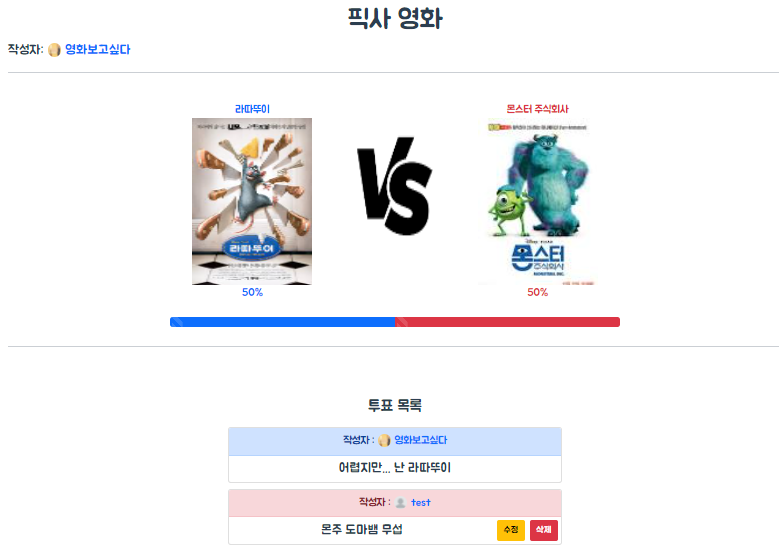 픽사 영화
작성자: 영화보고싶다
라따뚜이
몬스터 주식회사
VS
라따뚜이
몬스터
주식회사
50%
50%
투표 목록
작성자 : 영화보고싶다
어렵지만... 난 라따뚜이
작성자 : test
몬주 도마뱀 무섭
수정
삭제